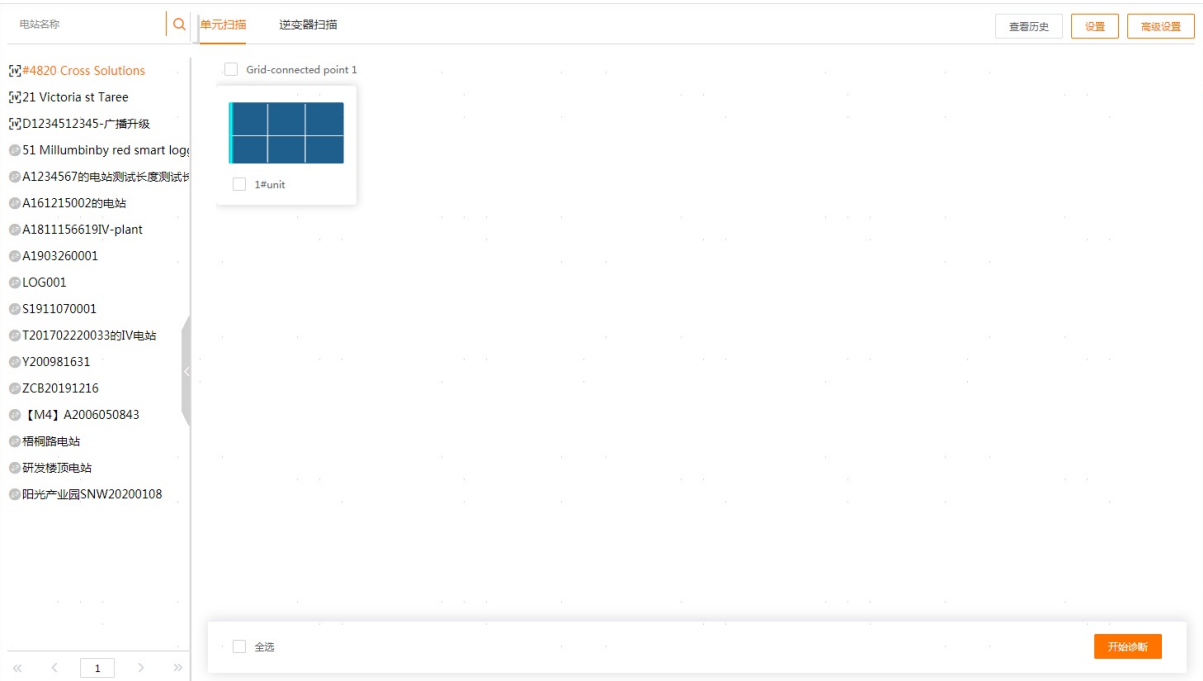 电站名称
单元扫描
逆变器扫描
查看历史
设置
高级设置
#4820 Cross Solutions
21 Victoria st Taree
D1234512345-广播升级
51 Millumbinby red smart logg
A1234567的电站测试长度测试长
A161215002的电站
A1811156619IV-plant
A1903260001
LOG001
S1911070001
T201702220033的IV电站
Y200981631
ZCB20191216
【M4】A2006050843
梧桐路电站
研发楼顶电站
阳光产业园SNW20200108
1
Grid-connected point 1
1#unit
全选
开始诊断